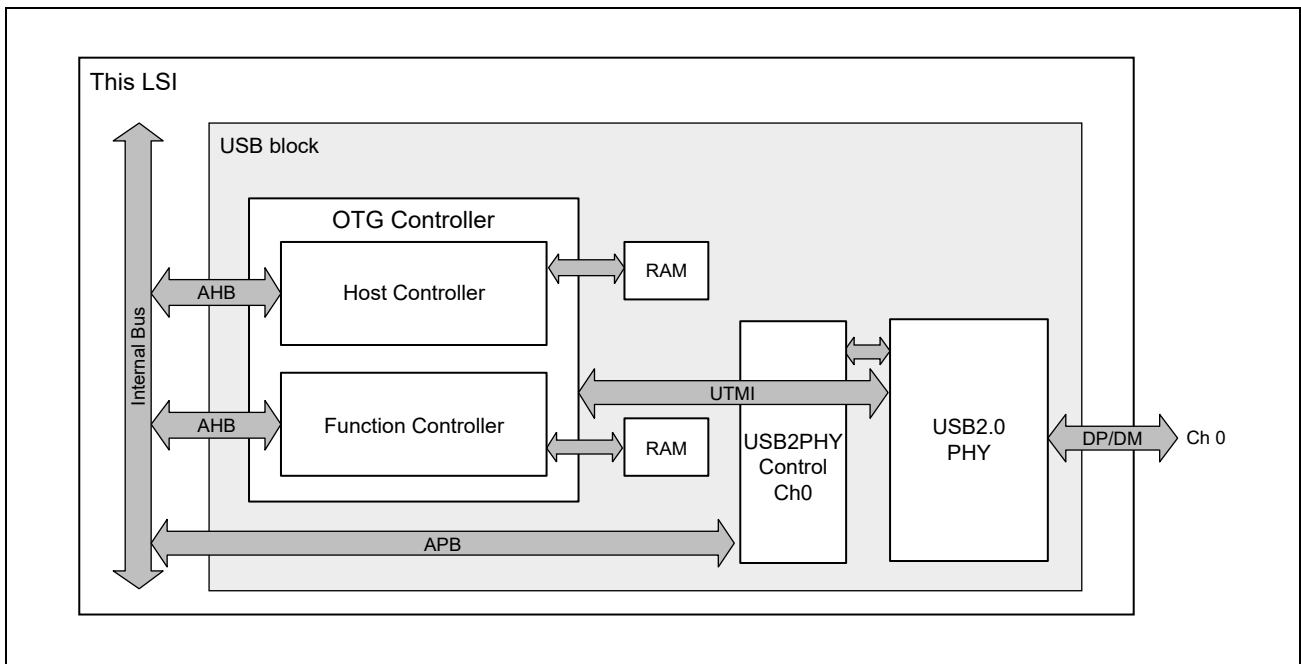 This LSI
USB block
OTG Controller
Host Controller
RAM
AHB
Internal Bus
Function Controller
AHB
RAM
UTMI
USB2PHY
Control
Ch0
USB2.0
PHY
DP/DM
Ch 0
APB